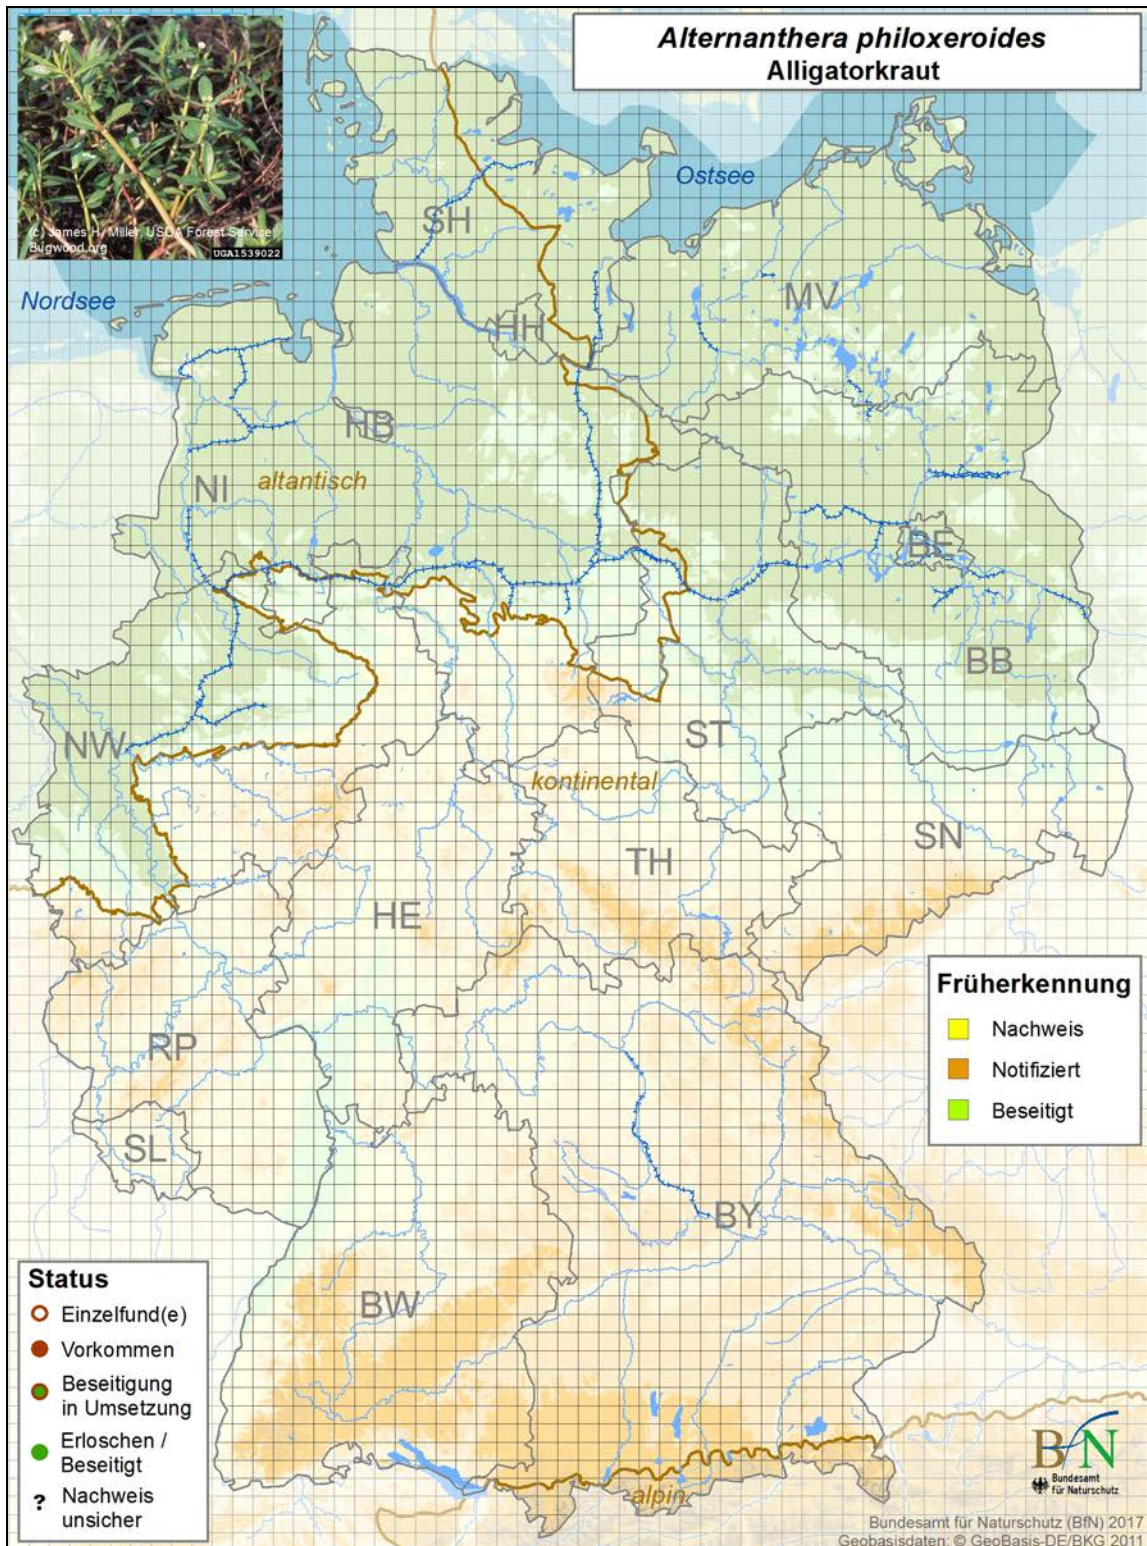 Alternanthera philoxeroides
Alligatorkraut
(c) James H. Miller, USDA Forest Service,
Bugwood.org
UGA1539022
Ostsee
Nordsee
SH
MV
HH
HB
NI
altantisch
BE
BB
NW
ST
kontinental
SN
TH
HE
RP
SL
BY
BW
alpin
Früherkennung
Nachweis
Notifiziert
Beseitigt
Status
Einzelfund(e)
Vorkommen
Beseitigung
in Umsetzung
Erloschen /
Beseitigt
? Nachweis
unsicher
BfN
Bundesamt
für Naturschutz
Bundesamt für Naturschutz (BfN) 2017
Geobasisdaten: © GeoBasis-DE/BKG 2011